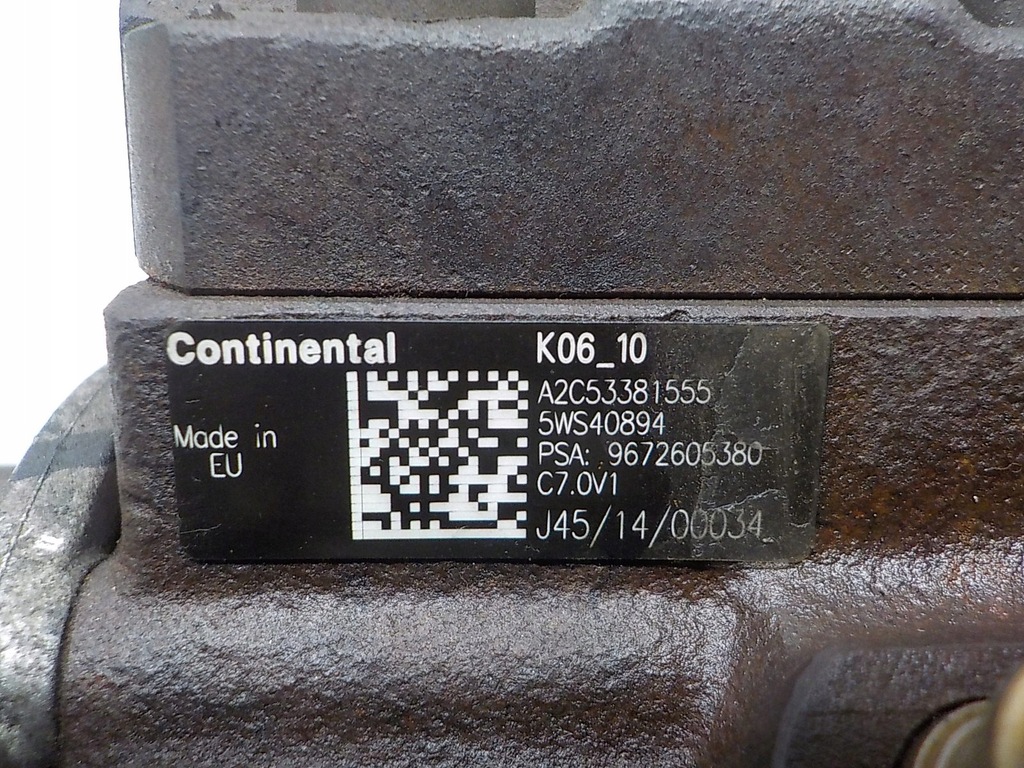 Continental
K06_10
A2C53381555
5WS40894
Made in
EU
PSA: 9672605380
C7.0V1
J45/14/00034